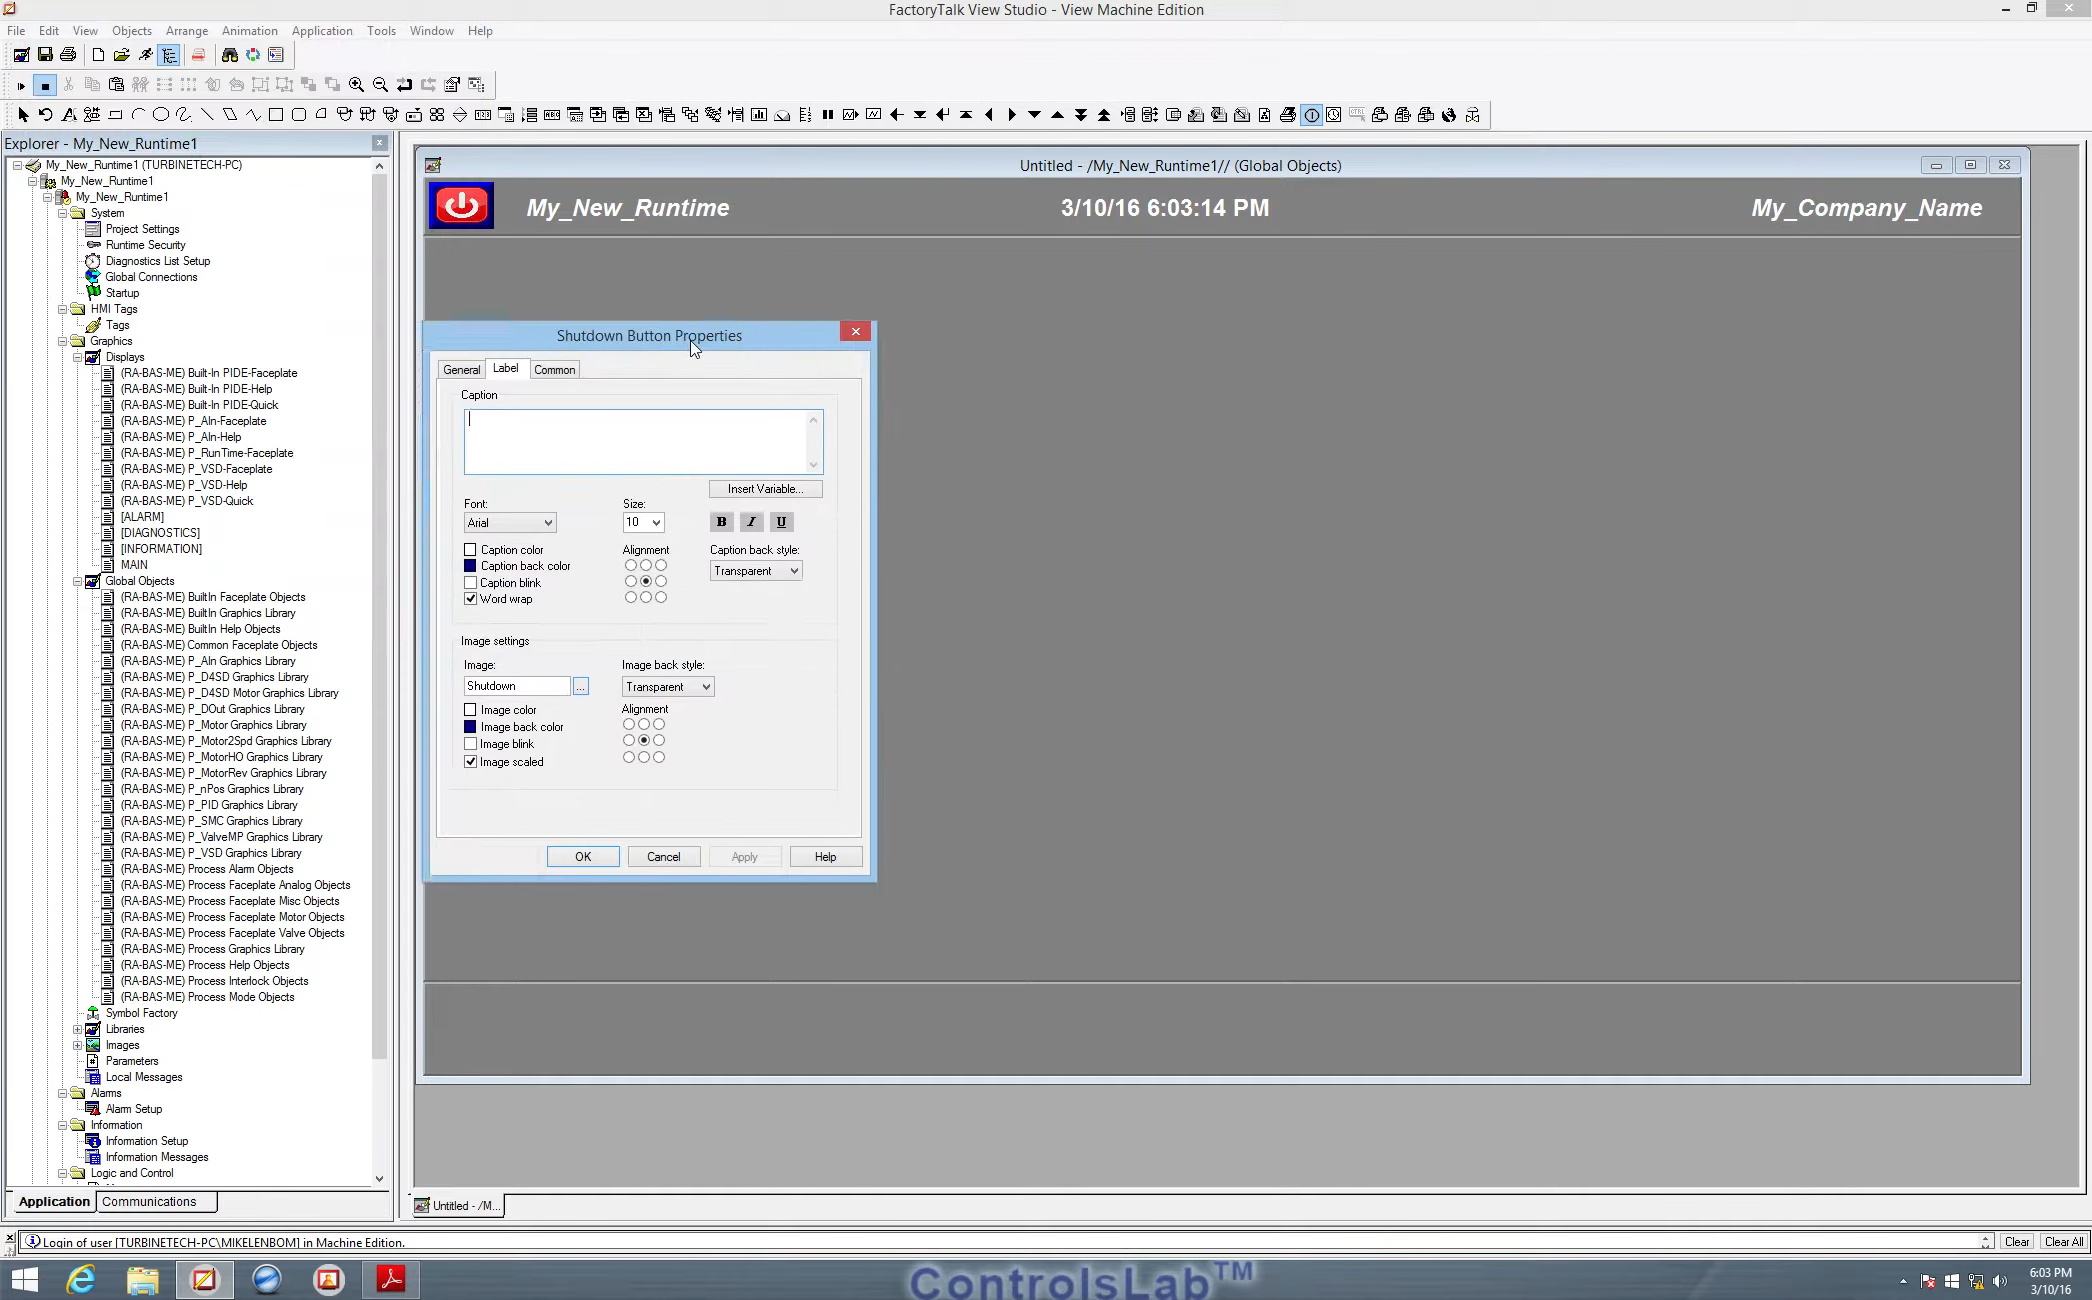 FactoryTalk View Studio - View Machine Edition
File Edit View Objects Arrange Animation Application Tools Window Help
Explorer - My_New_Runtime1
My_New_Runtime1 (TURBINETECH-PC)
My_New_Runtime1
My_New_Runtime1
System
Project Settings
Runtime Security
Diagnostics List Setup
Global Connections
Startup
HMI Tags
Tags
Graphics
Displays
(RA-BAS-ME) Built-In PIDE-Faceplate
(RA-BAS-ME) Built-In PIDE-Help
(RA-BAS-ME) Built-In PIDE-Quick
(RA-BAS-ME) P_AIn-Faceplate
(RA-BAS-ME) P_AIn-Help
(RA-BAS-ME) P_RunTime-Faceplate
(RA-BAS-ME) P_VSD-Faceplate
(RA-BAS-ME) P_VSD-Help
(RA-BAS-ME) P_VSD-Quick
[ALARM]
[DIAGNOSTICS]
[INFORMATION]
MAIN
Global Objects
(RA-BAS-ME) BuiltIn Faceplate Objects
(RA-BAS-ME) BuiltIn Graphics Library
(RA-BAS-ME) BuiltIn Help Objects
(RA-BAS-ME) Common Faceplate Objects
(RA-BAS-ME) P_AIn Graphics Library
(RA-BAS-ME) P_D4SD Graphics Library
(RA-BAS-ME) P_D4SD Motor Graphics Library
(RA-BAS-ME) P_DOut Graphics Library
(RA-BAS-ME) P_Motor Graphics Library
(RA-BAS-ME) P_Motor2Spd Graphics Library
(RA-BAS-ME) P_MotorHO Graphics Library
(RA-BAS-ME) P_MotorRev Graphics Library
(RA-BAS-ME) P_nPos Graphics Library
(RA-BAS-ME) P_PID Graphics Library
(RA-BAS-ME) P_SMC Graphics Library
(RA-BAS-ME) P_ValveMP Graphics Library
(RA-BAS-ME) P_VSD Graphics Library
(RA-BAS-ME) Process Alarm Objects
(RA-BAS-ME) Process Faceplate Analog Objects
(RA-BAS-ME) Process Faceplate Misc Objects
(RA-BAS-ME) Process Faceplate Motor Objects
(RA-BAS-ME) Process Faceplate Valve Objects
(RA-BAS-ME) Process Graphics Library
(RA-BAS-ME) Process Help Objects
(RA-BAS-ME) Process Interlock Objects
(RA-BAS-ME) Process Mode Objects
Symbol Factory
Libraries
Images
Parameters
Local Messages
Alarms
Alarm Setup
Information
Information Setup
Information Messages
Logic and Control
Application Communications
Untitled - /My_New_Runtime1// (Global Objects)
My_New_Runtime 3/10/16 6:03:14 PM My_Company_Name
Shutdown Button Properties
General Label Common
Caption
Insert Variable...
Font: Size:
Arial 10 B I U
Caption color Alignment Caption back style:
Caption back color Transparent
Caption blink
Word wrap
Image settings
Image: Image back style:
Shutdown ... Transparent
Image color Alignment
Image back color
Image blink
Image scaled
OK Cancel Apply Help
Untitled - /M...
Login of user [TURBINETECH-PC\MIKELENBOM] in Machine Edition.
Clear Clear All
ControlsLab™
6:03 PM
3/10/16